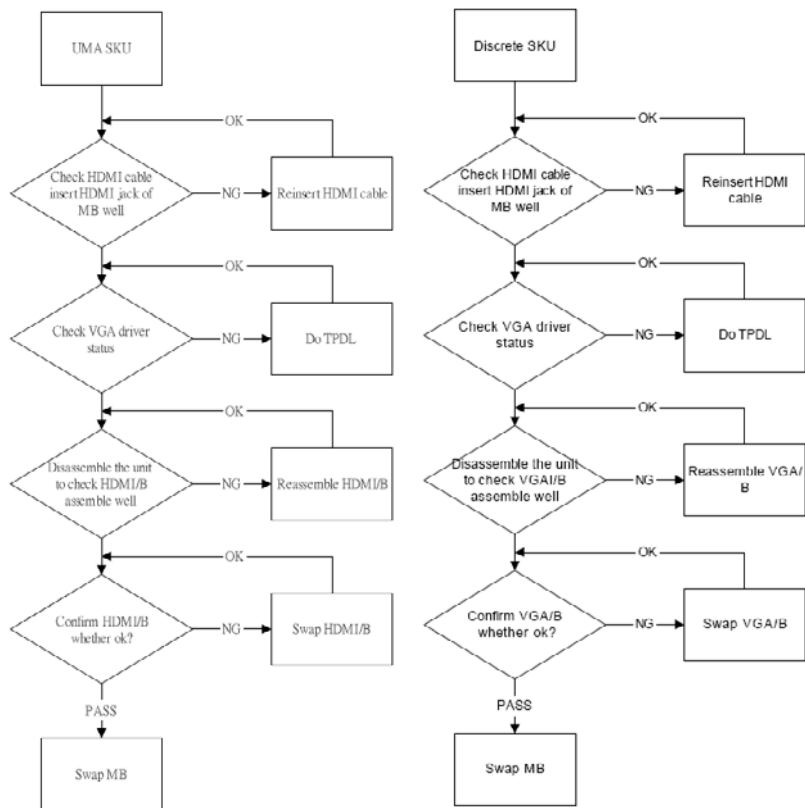 UMA SKU
OK
Check HDMI cable
insert HDMI jack of
MB well
NG
Reinsert HDMI cable
OK
Check VGA driver
status
NG
Do TPDL
OK
Disassemble the unit
to check HDMI/B
assemble well
NG
Reassemble HDMI/B
OK
Confirm HDMI/B
whether ok?
NG
Swap HDMI/B
PASS
Swap MB
Discrete SKU
OK
Check HDMI cable
insert HDMI jack of
MB well
NG
Reinsert HDMI
cable
OK
Check VGA driver
status
NG
Do TPDL
OK
Disassemble the unit
to check VGAI/B
assemble well
NG
Reassemble VGA/
B
OK
Confirm VGA/B
whether ok?
NG
Swap VGA/B
PASS
Swap MB